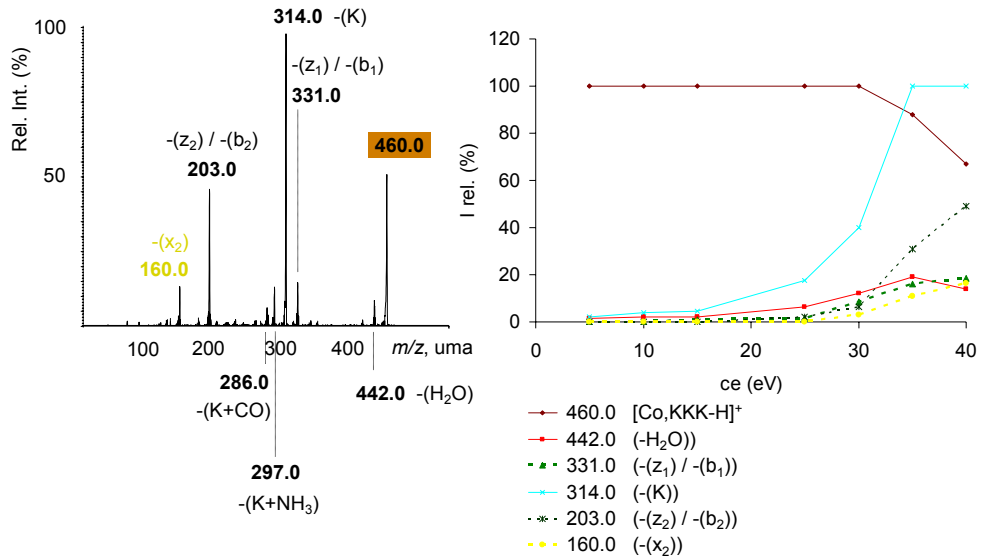 314.0 -(K)
100
-(z₁) / -(b₁)
331.0
Rel. Int. (%)
460.0
-(z₂) / -(b₂)
203.0
50
-(x₂)
160.0
100 200 300 400 m/z, uma
286.0
-(K+CO)
442.0 -(H₂O)
297.0
-(K+NH₃)
I rel. (%)
120
100
80
60
40
20
0
0 10 20 30 40
ce (eV)
460.0 [Co,KKK-H]⁺
442.0 (-H₂O))
331.0 (-(z₁) / -(b₁))
314.0 (-(K))
203.0 (-(z₂) / -(b₂))
160.0 (-(x₂))